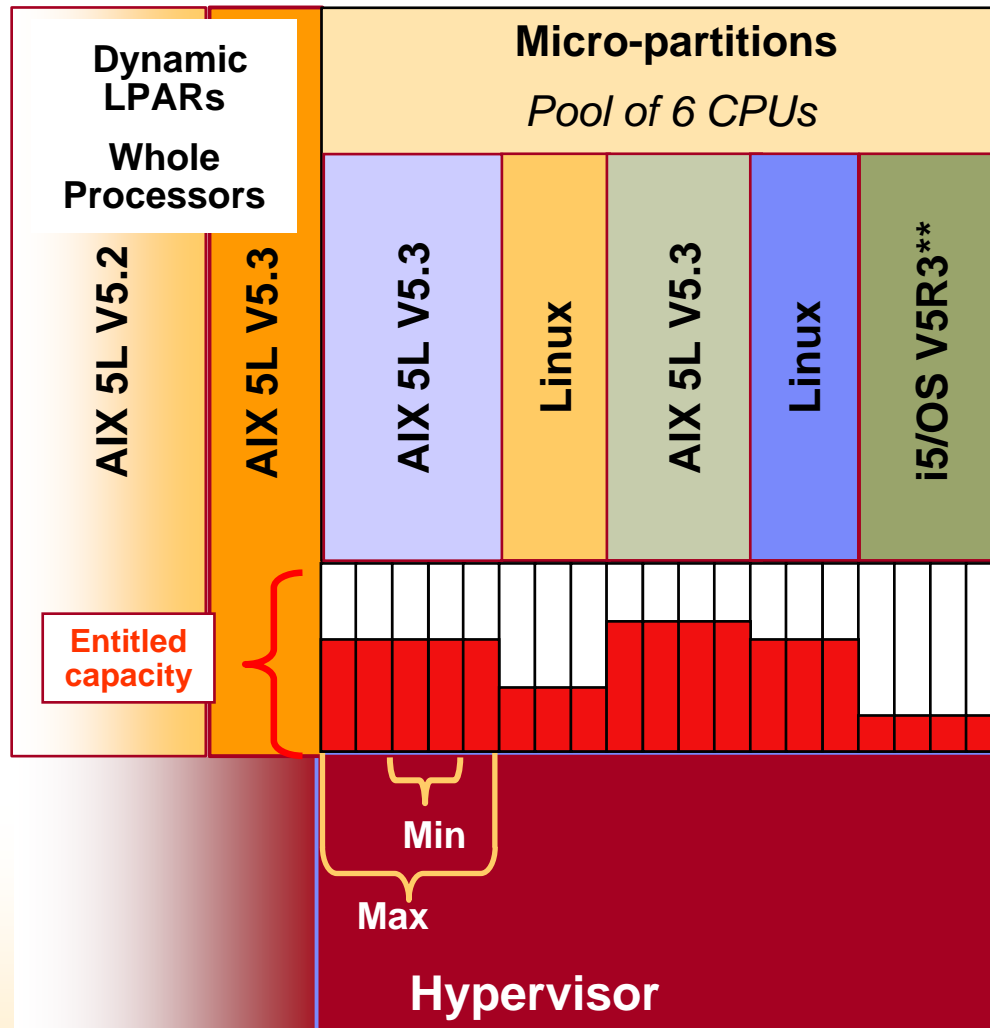 Dynamic
LPARs
Whole
Processors
Micro-partitions
Pool of 6 CPUs
AIX 5L V5.2
AIX 5L V5.3
AIX 5L V5.3
Linux
AIX 5L V5.3
Linux
i5/OS V5R3**
Entitled
capacity
Min
Max
Hypervisor